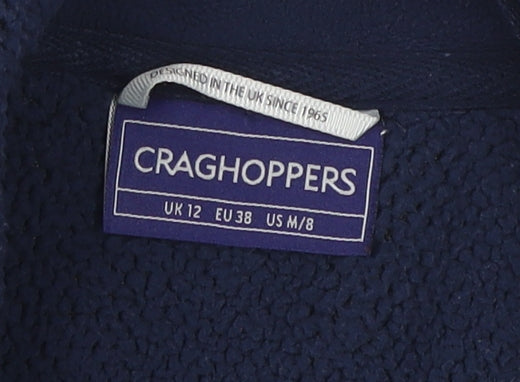 DESIGNED IN THE UK SINCE 1965
CRAGHOPPERS
UK 12 EU 38 US M/8